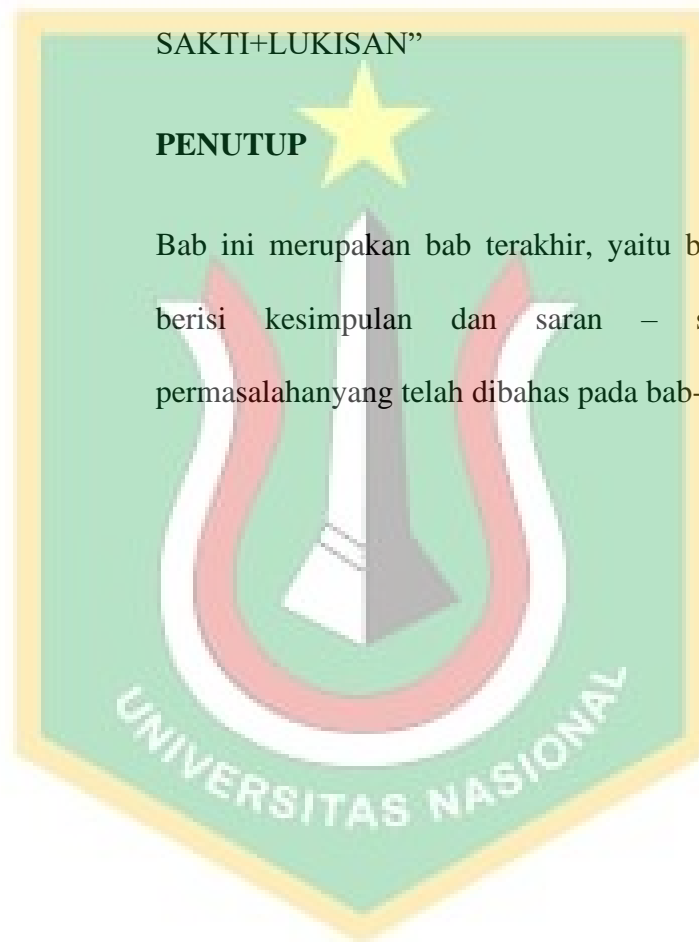 SAKTI+LUKISAN”
PENUTUP
Bab ini merupakan bab terakhir, yaitu
berisi kesimpulan dan saran –
permasalahanyang telah dibahas pada bab-
UNIVERSITAS NASIONAL